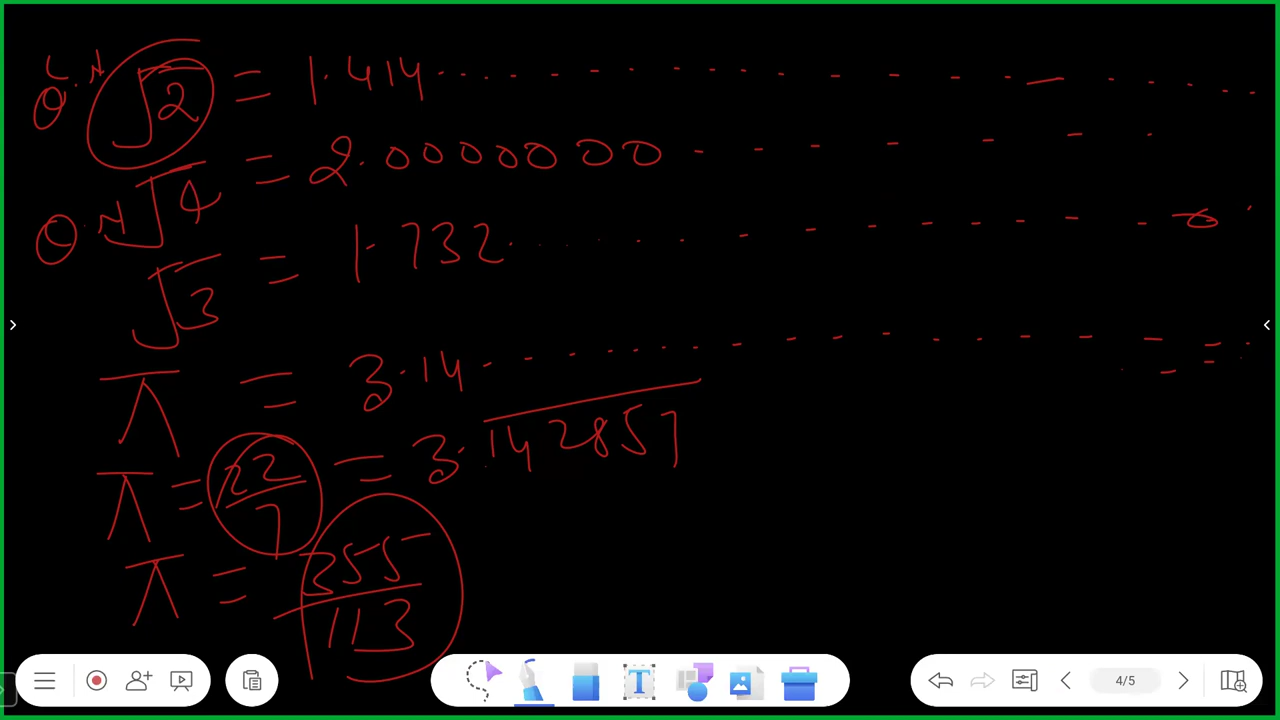 √2 = 1.414...
√4 = 2.0000000...
√3 = 1.732...
π = 3.14...
π = 22/7 = 3.142857
π = 355/113
4/5